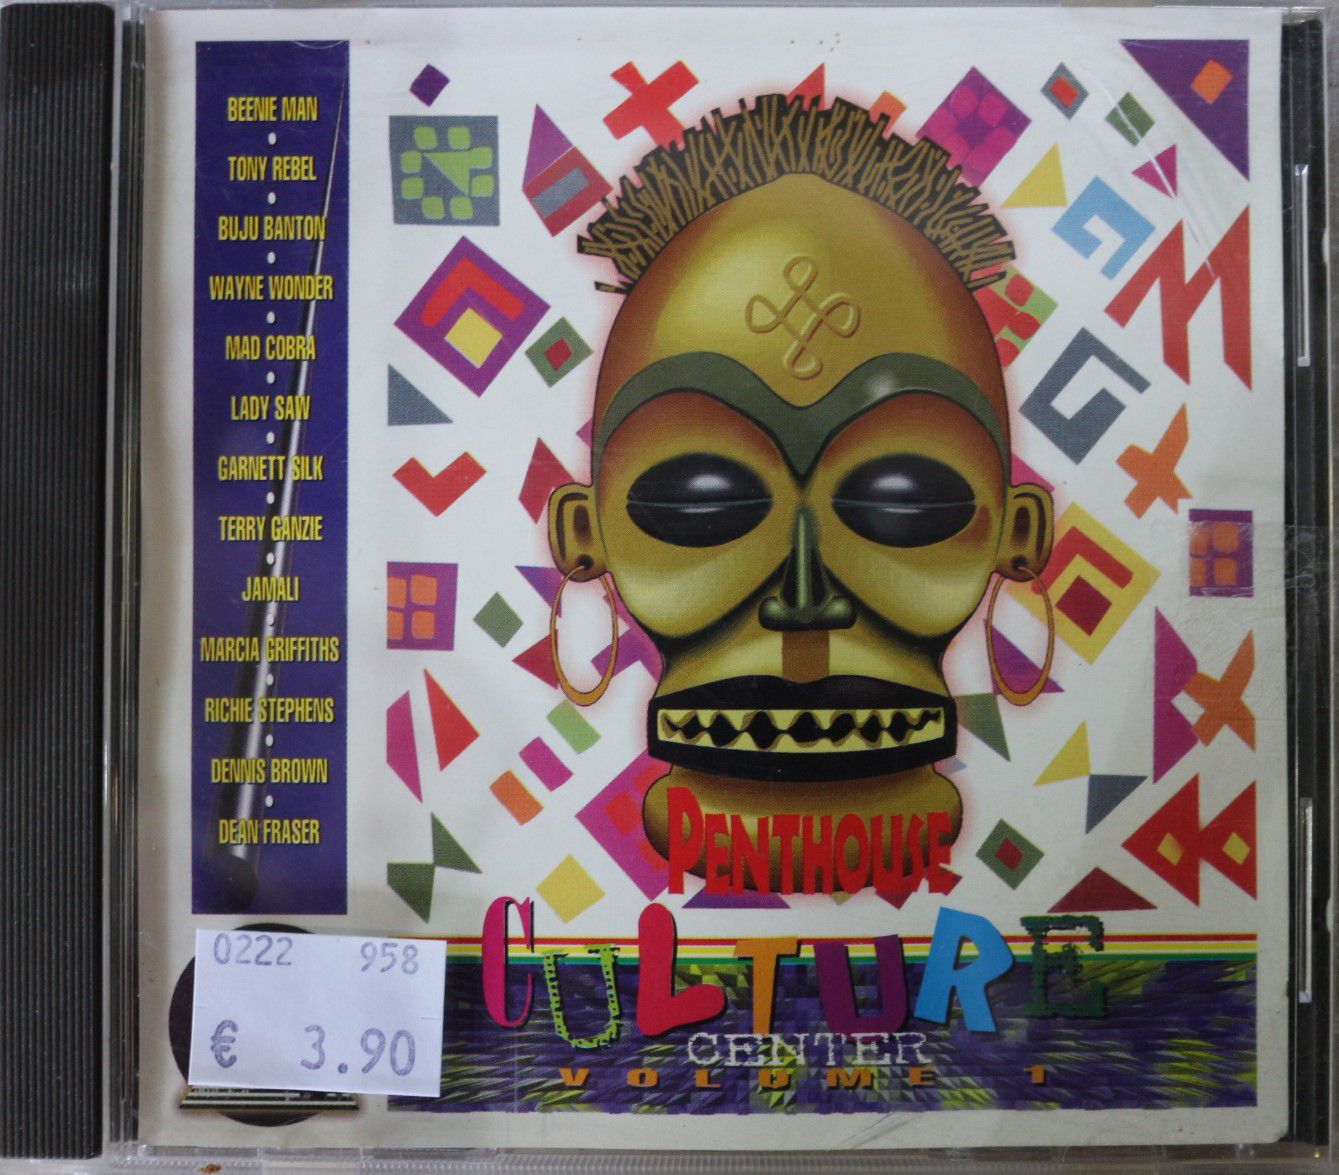 BEENIE MAN
TONY REBEL
BUJU BANTON
WAYNE WONDER
MAD COBRA
LADY SAW
GARNETT SILK
TERRY GANZIE
JAMALI
MARCIA GRIFFITHS
RICHIE STEPHENS
DENNIS BROWN
DEAN FRASER
PENTHOUSE
CULTURE
CENTER
VOLUME 1
0222 958
€ 3.90